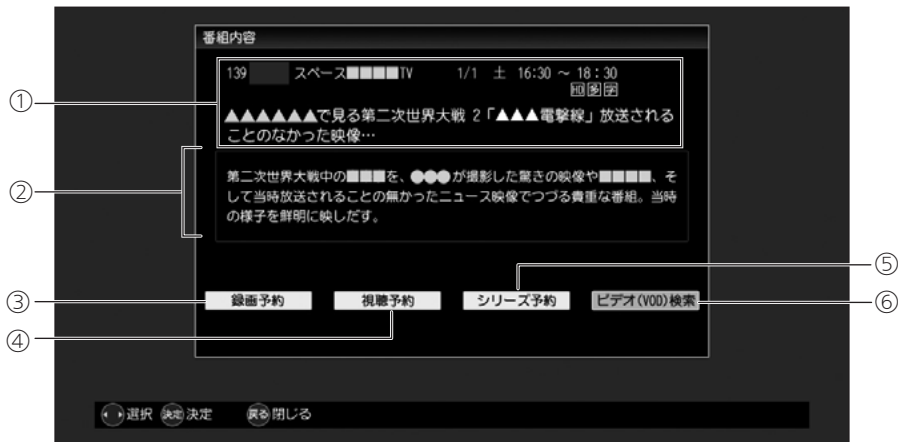 番組内容
139 スペース■■■■TV 1/1 土 16:30 ～ 18:30
HD 多 字
①
▲▲▲▲▲▲で見る第二次世界大戦 2「▲▲▲電撃線」放送される
ことのなかった映像…
②
第二次世界大戦中の■■■を、●●●が撮影した驚きの映像や■■■■、そ
して当時放送されることの無かったニュース映像でつづる貴重な番組。当時
の様子を鮮明に映しだす。
⑤
③ 録画予約 視聴予約 シリーズ予約 ビデオ(VOD)検索 ⑥
④
選択 決定 決定 戻る 閉じる